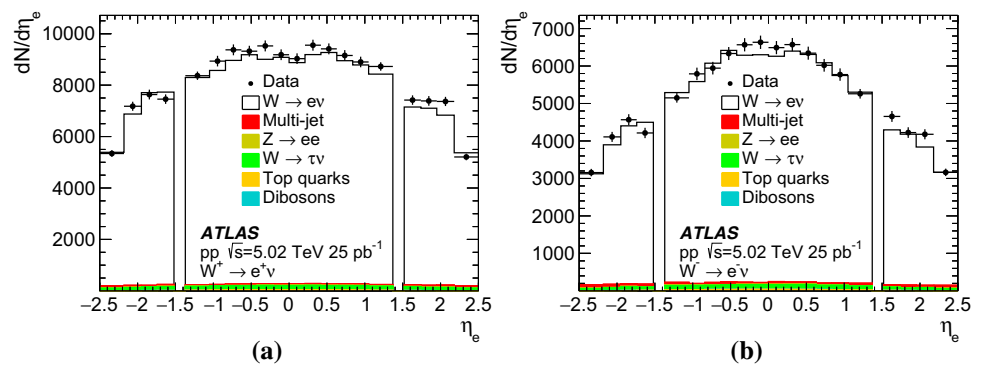 dN/dηₑ
10000
8000
6000
4000
2000
Data
W → eν
Multi-jet
Z → ee
W → τν
Top quarks
Dibosons
ATLAS
pp √s=5.02 TeV 25 pb⁻¹
W⁺ → e⁺ν
−2.5 −2 −1.5 −1 −0.5 0 0.5 1 1.5 2 2.5
ηₑ
(a)
dN/dηₑ
7000
6000
5000
4000
3000
2000
1000
Data
W → eν
Multi-jet
Z → ee
W → τν
Top quarks
Dibosons
ATLAS
pp √s=5.02 TeV 25 pb⁻¹
W⁻ → e⁻ν
−2.5 −2 −1.5 −1 −0.5 0 0.5 1 1.5 2 2.5
ηₑ
(b)